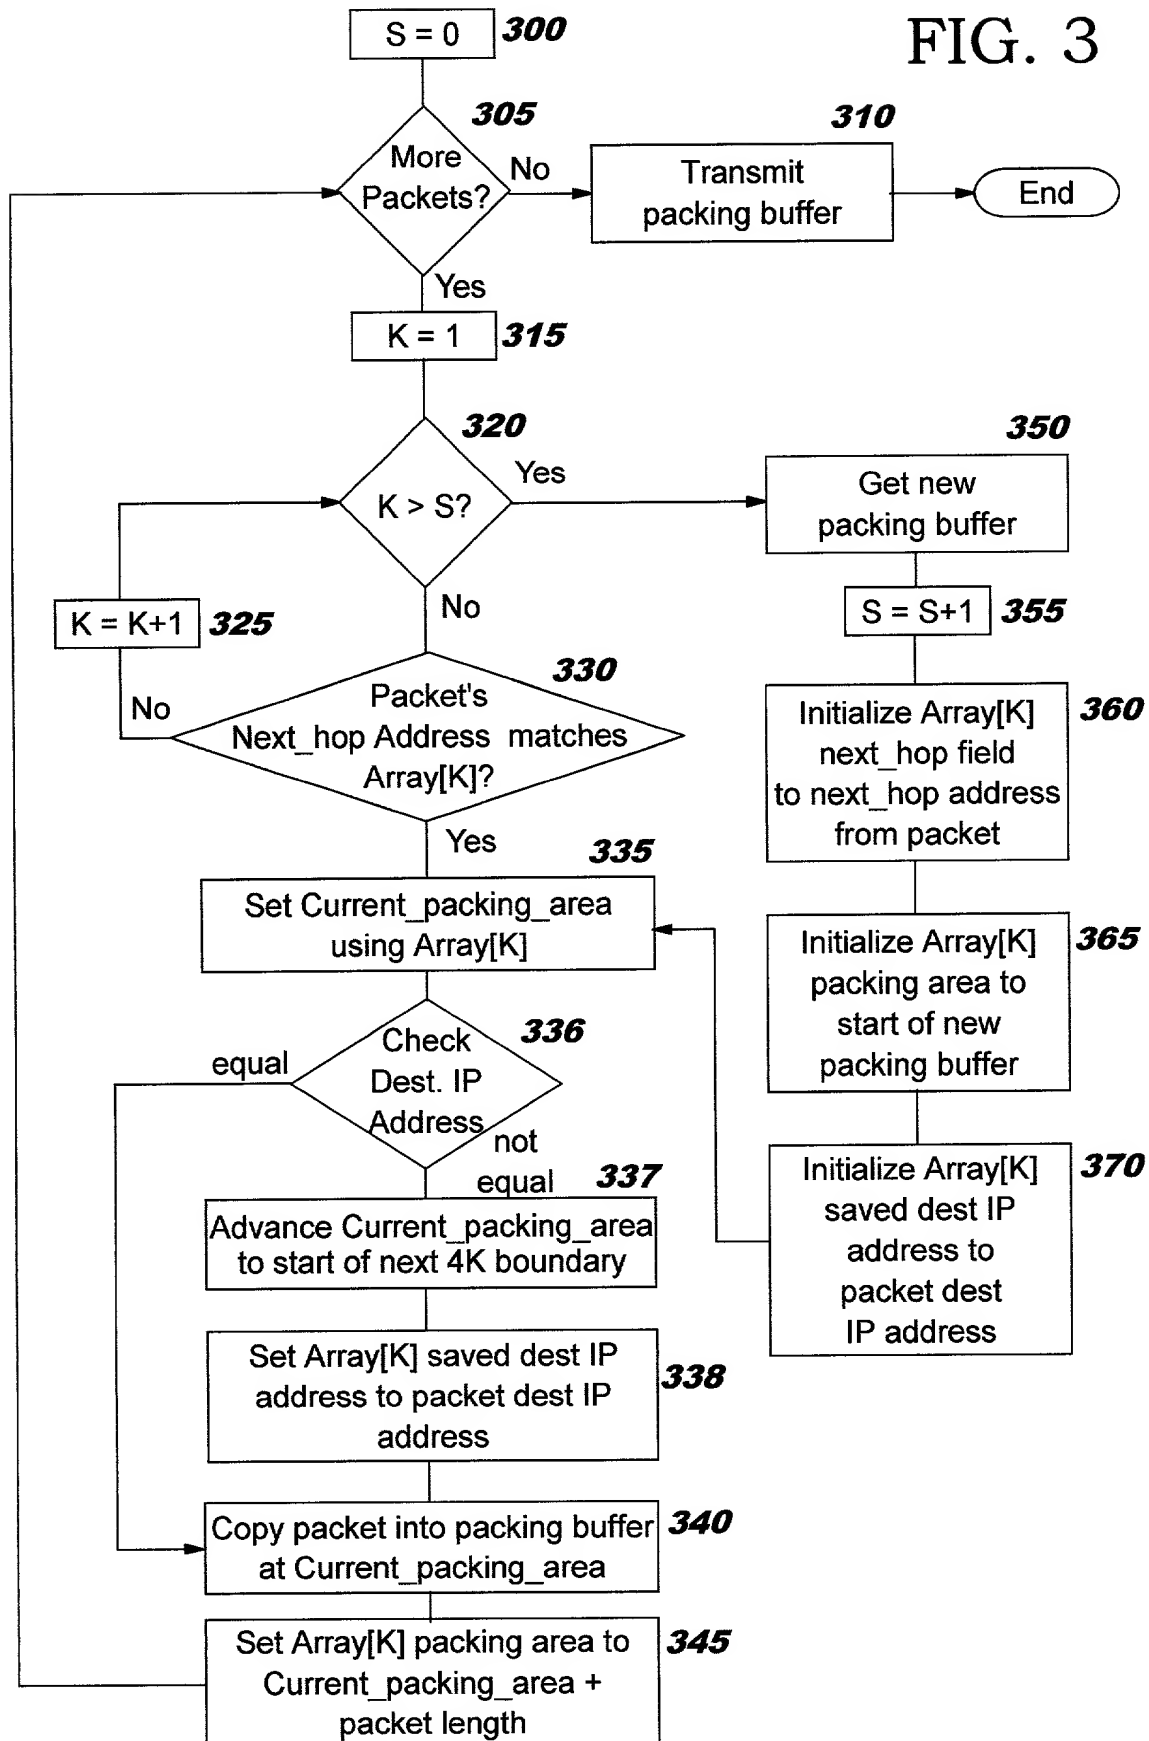 FIG. 3
S = 0
300
305
More
Packets?
No
310
Transmit
packing buffer
End
Yes
K = 1
315
320
K > S?
Yes
350
Get new
packing buffer
K = K+1
325
No
S = S+1
355
330
No
Packet's
Next_hop Address matches
Array[K]?
Initialize Array[K]
next_hop field
to next_hop address
from packet
360
Yes
335
Set Current_packing_area
using Array[K]
Initialize Array[K]
packing area to
start of new
packing buffer
365
336
equal
Check
Dest. IP
Address
not
equal
337
Advance Current_packing_area
to start of next 4K boundary
Initialize Array[K]
saved dest IP
address to
packet dest
IP address
370
Set Array[K] saved dest IP
address to packet dest IP
address
338
Copy packet into packing buffer
at Current_packing_area
340
Set Array[K] packing area to
Current_packing_area +
packet length
345